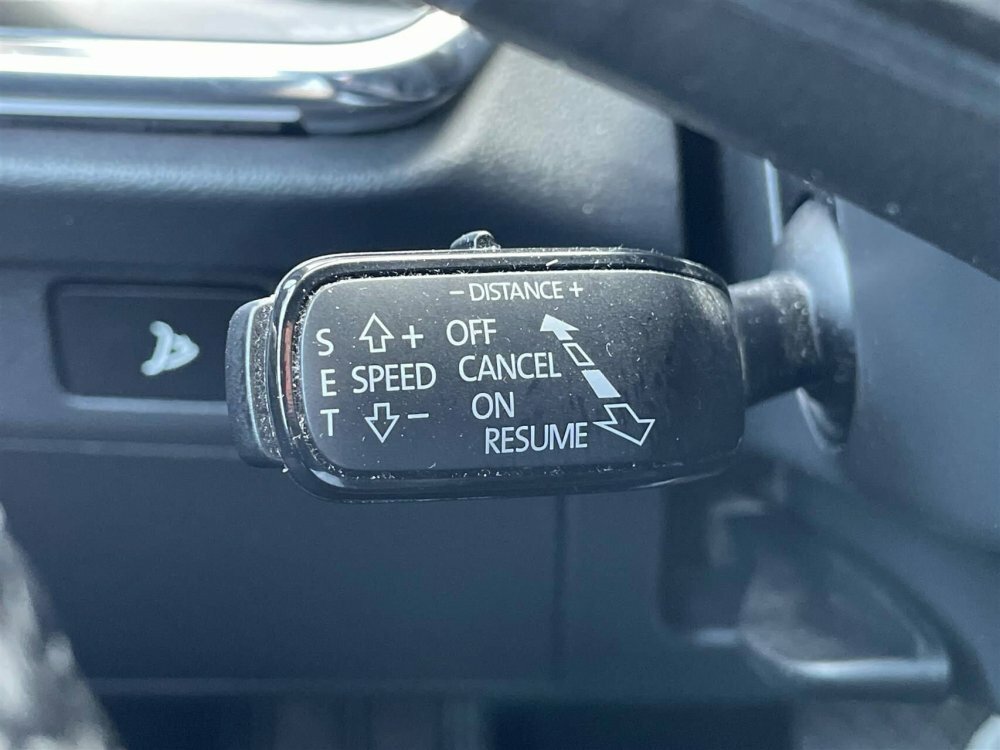 - DISTANCE +
S + OFF
E SPEED CANCEL
T - ON
RESUME